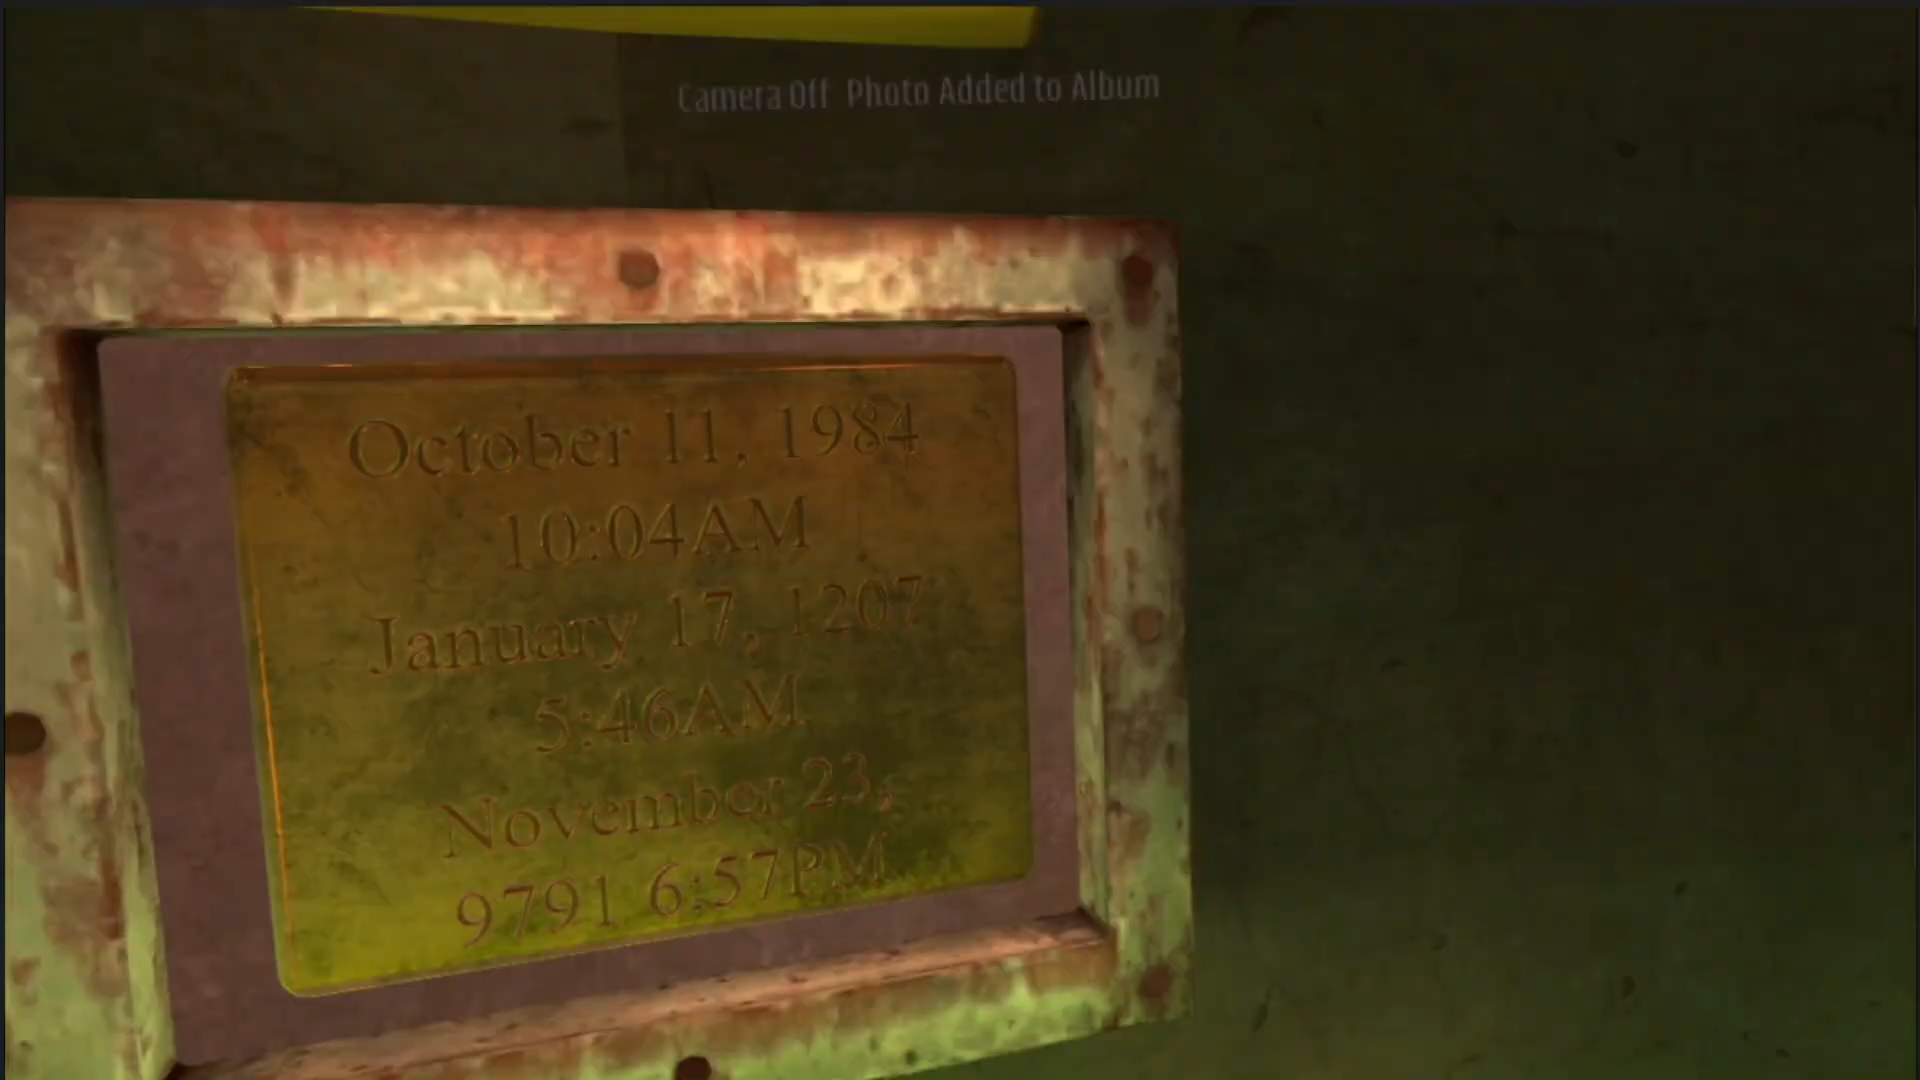 Camera Off Photo Added to Album
October 11, 1984
10:04AM
January 17, 1207
5:46AM
November 23,
9791 6:57PM